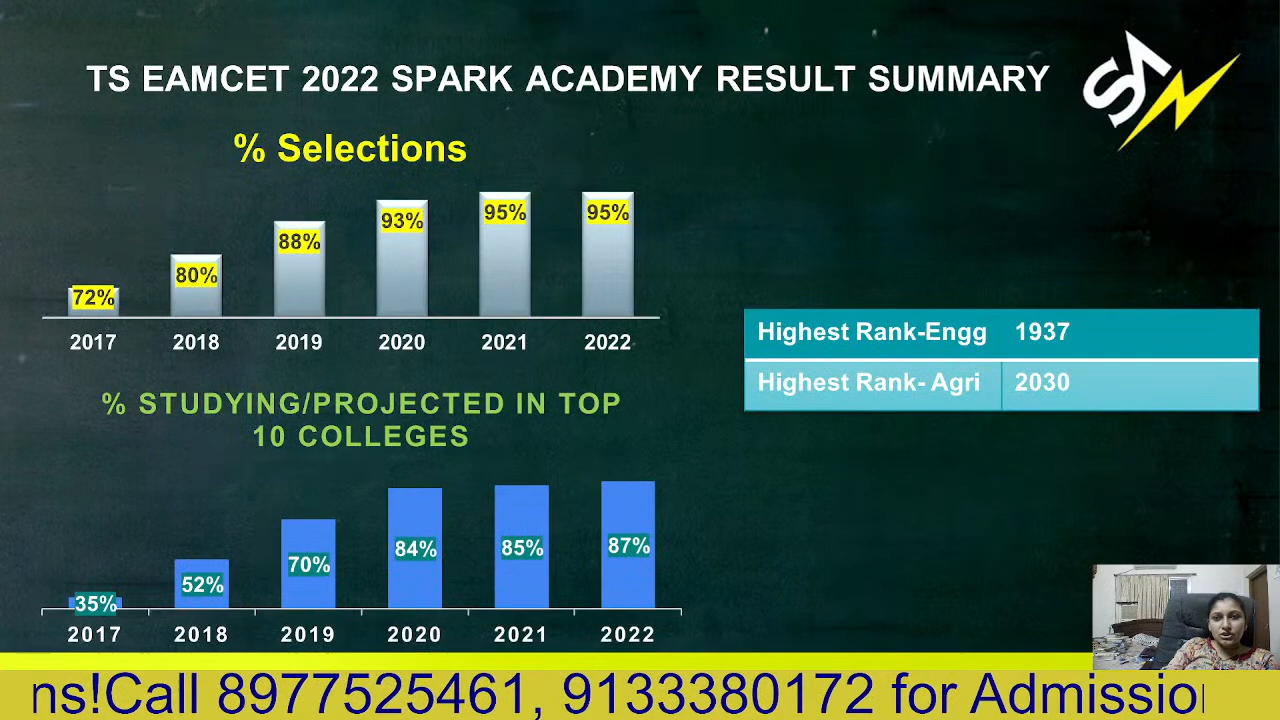 TS EAMCET 2022 SPARK ACADEMY RESULT SUMMARY
SA
% Selections
72%
80%
88%
93%
95%
95%
2017 2018 2019 2020 2021 2022
Highest Rank-Engg 1937
Highest Rank- Agri 2030
% STUDYING/PROJECTED IN TOP
10 COLLEGES
35%
52%
70%
84%
85%
87%
2017 2018 2019 2020 2021 2022
ns!Call 8977525461, 9133380172 for Admissio